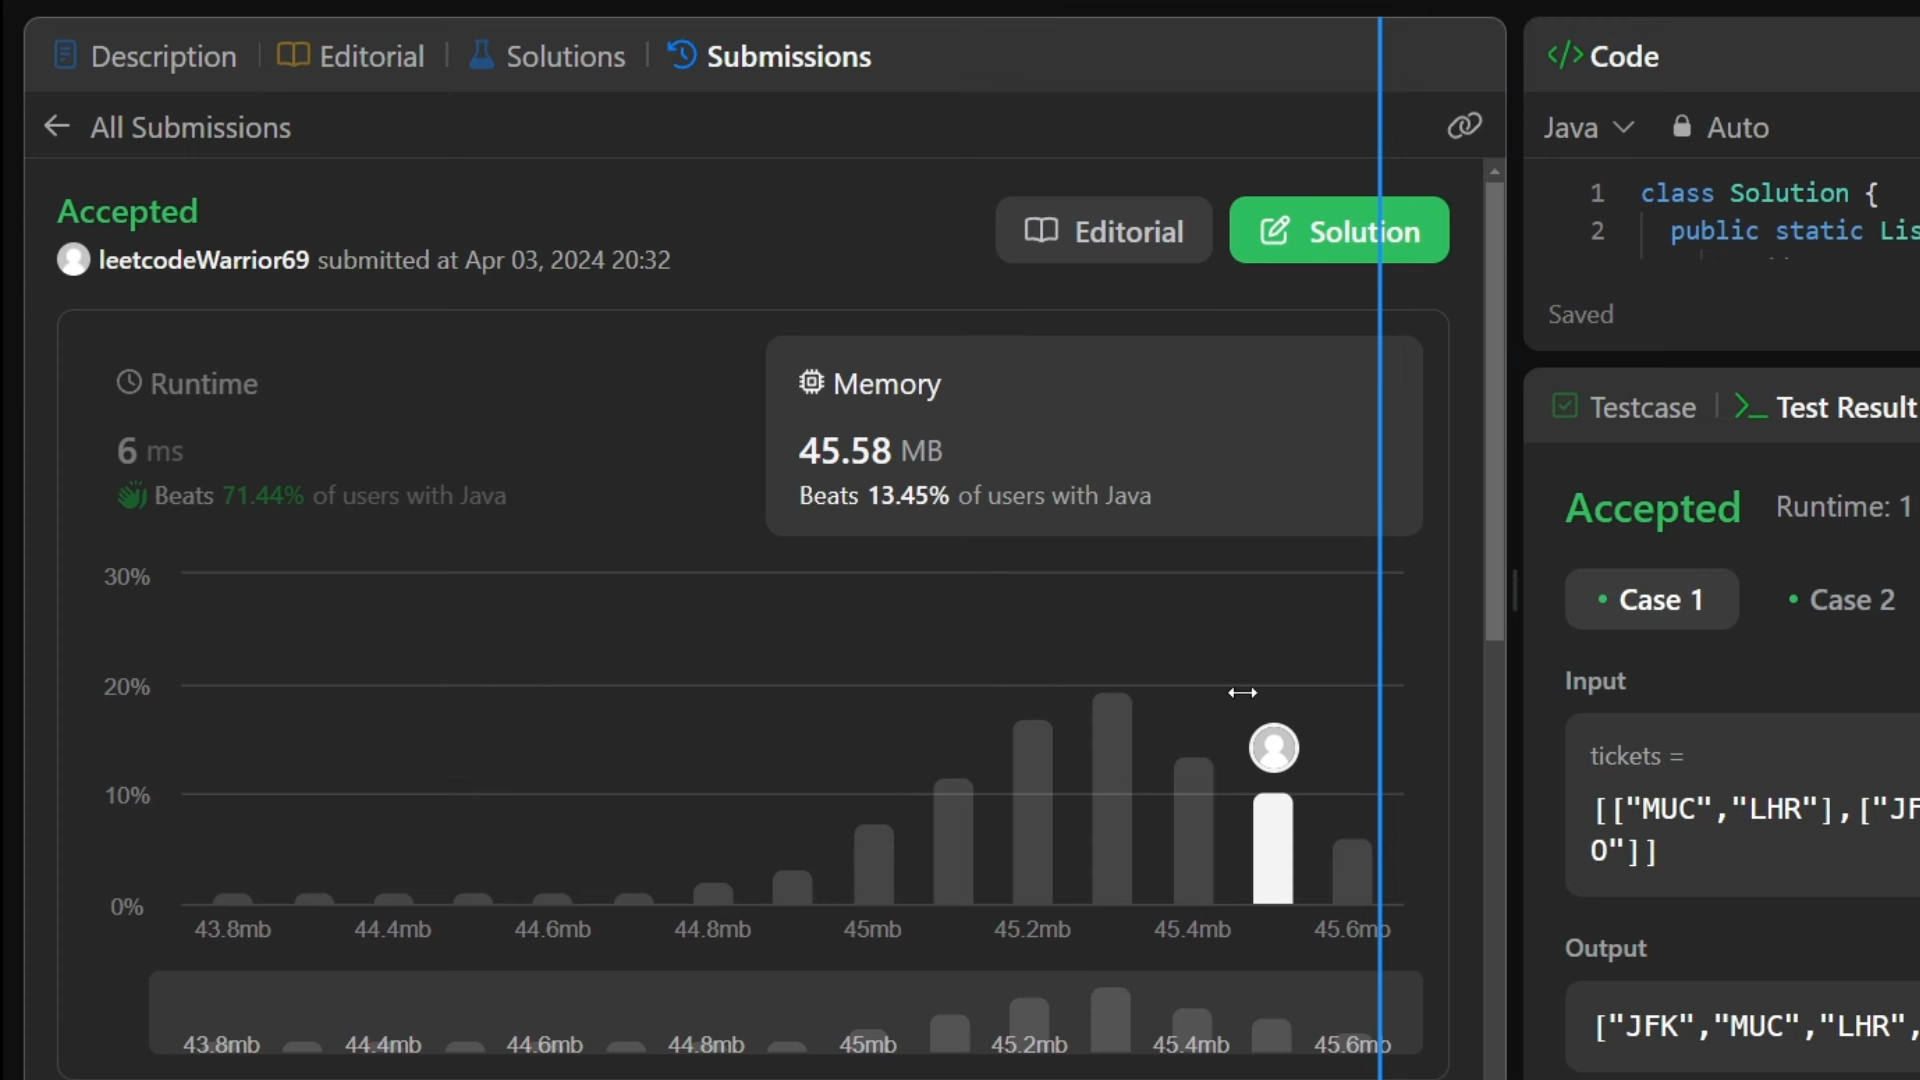 Description
Editorial
Solutions
Submissions
All Submissions
Accepted
leetcodeWarrior69 submitted at Apr 03, 2024 20:32
Editorial
Solution
Runtime
6 ms
Beats 71.44% of users with Java
Memory
45.58 MB
Beats 13.45% of users with Java
30%
20%
10%
0%
43.8mb
44.4mb
44.6mb
44.8mb
45mb
45.2mb
45.4mb
45.6mb
43.8mb
44.4mb
44.6mb
44.8mb
45mb
45.2mb
45.4mb
45.6mb
</> Code
Java
Auto
1 class Solution {
2 public static Lis
Saved
Testcase
>_ Test Result
Accepted
Runtime: 1
Case 1
Case 2
Input
tickets =
[["MUC","LHR"],["JF
O"]]
Output
["JFK","MUC","LHR",